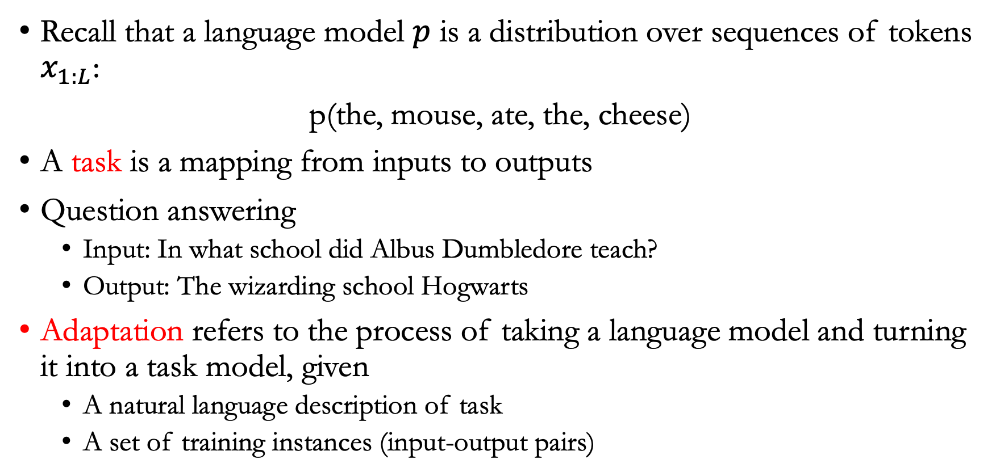 • Recall that a language model p is a distribution over sequences of tokens
x₁:L:
p(the, mouse, ate, the, cheese)
• A task is a mapping from inputs to outputs
• Question answering
• Input: In what school did Albus Dumbledore teach?
• Output: The wizarding school Hogwarts
• Adaptation refers to the process of taking a language model and turning
it into a task model, given
• A natural language description of task
• A set of training instances (input-output pairs)